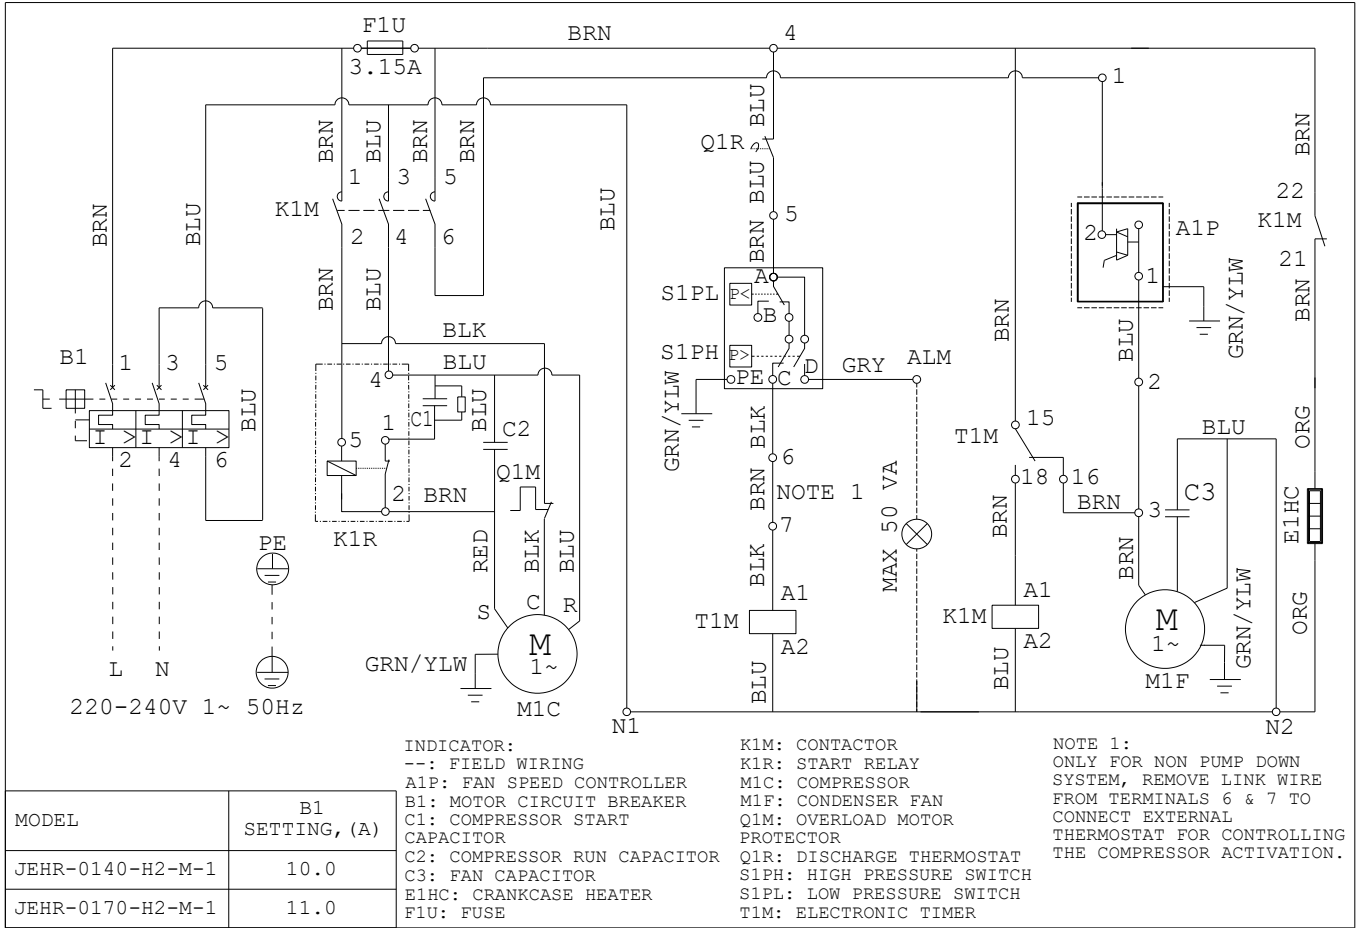 F1U
3.15A
BRN
4
1
BRN
BLU
BRN
BRN
BLU
Q1R
BRN
1
3
5
K1M
2
4
6
BRN
BLU
BLU
BLU
5
BRN
22
K1M
21
BRN
2
A1P
1
GRN/YLW
BRN
BLU
A
S1PL
P<
B
S1PH
P>
D
PE
C
GRY
ALM
GRN/YLW
BRN
BLU
2
B1
1
3
5
I >
I >
I >
2
4
6
BLU
BLK
BLU
4
C1
BLU
1
5
C2
2
BRN
Q1M
K1R
RED
BLK
BLU
S
C
R
M
1~
GRN/YLW
M1C
BLK
6
BRN
NOTE 1
7
BLK
A1
T1M
A2
BLU
MAX 50 VA
15
T1M
18
16
BRN
BRN
3
C3
BLU
ORG
E1HC
BRN
A1
K1M
A2
BLU
M
1~
M1F
GRN/YLW
ORG
PE
L
N
220-240V 1~ 50Hz
N1
N2
INDICATOR:
--: FIELD WIRING
A1P: FAN SPEED CONTROLLER
B1: MOTOR CIRCUIT BREAKER
C1: COMPRESSOR START
CAPACITOR
C2: COMPRESSOR RUN CAPACITOR
C3: FAN CAPACITOR
E1HC: CRANKCASE HEATER
F1U: FUSE
K1M: CONTACTOR
K1R: START RELAY
M1C: COMPRESSOR
M1F: CONDENSER FAN
Q1M: OVERLOAD MOTOR
PROTECTOR
Q1R: DISCHARGE THERMOSTAT
S1PH: HIGH PRESSURE SWITCH
S1PL: LOW PRESSURE SWITCH
T1M: ELECTRONIC TIMER
NOTE 1:
ONLY FOR NON PUMP DOWN
SYSTEM, REMOVE LINK WIRE
FROM TERMINALS 6 & 7 TO
CONNECT EXTERNAL
THERMOSTAT FOR CONTROLLING
THE COMPRESSOR ACTIVATION.
MODEL
B1
SETTING,(A)
JEHR-0140-H2-M-1 10.0
JEHR-0170-H2-M-1 11.0